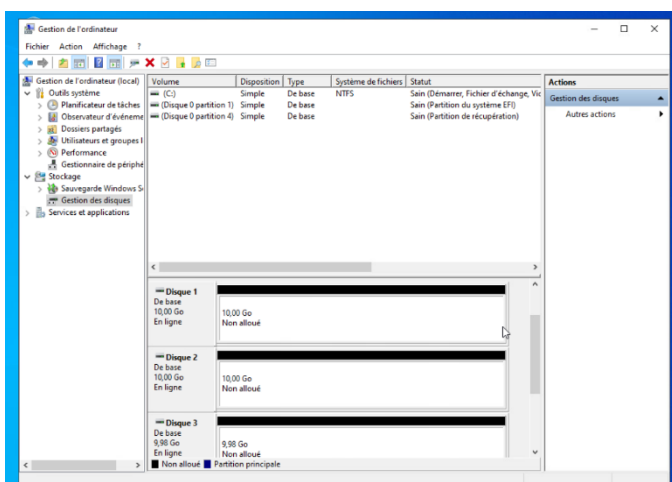 Gestion de l'ordinateur
Fichier Action Affichage ?
Gestion de l'ordinateur (local)
Outils système
Planificateur de tâches
Observateur d'événeme
Dossiers partagés
Utilisateurs et groupes l
Performance
Gestionnaire de périphé
Stockage
Sauvegarde Windows S
Gestion des disques
Services et applications
Volume Disposition Type Système de fichiers Statut
(C:) Simple De base NTFS Sain (Démarrer, Fichier d'échange, Vic
(Disque 0 partition 1) Simple De base Sain (Partition du système EFI)
(Disque 0 partition 4) Simple De base Sain (Partition de récupération)
Disque 1
De base
10,00 Go
En ligne
10,00 Go
Non alloué
Disque 2
De base
10,00 Go
En ligne
10,00 Go
Non alloué
Disque 3
De base
9,98 Go
En ligne
9,98 Go
Non alloué
Non alloué Partition principale
Actions
Gestion des disques
Autres actions